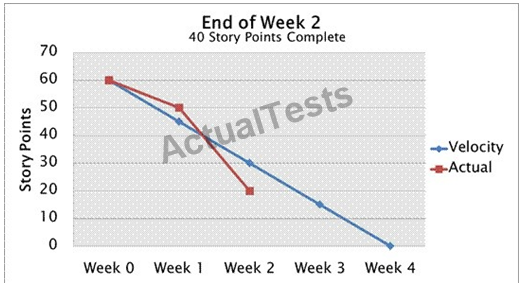 End of Week 2
40 Story Points Complete
70
60
50
40
30
20
10
0
Story Points
Week 0 Week 1 Week 2 Week 3 Week 4
Velocity
Actual
ActualTests